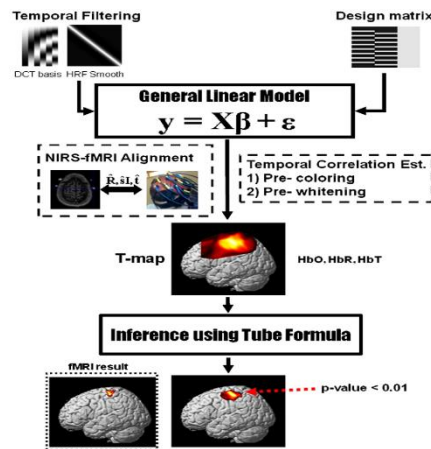 Temporal Filtering
Design matrix
DCT basis HRF Smooth
General Linear Model
y = Xβ + ε
NIRS-fMRI Alignment
R̂, ŝI, t̂
Temporal Correlation Est.
1) Pre- coloring
2) Pre- whitening
T-map
HbO, HbR, HbT
Inference using Tube Formula
fMRI result
p-value < 0.01